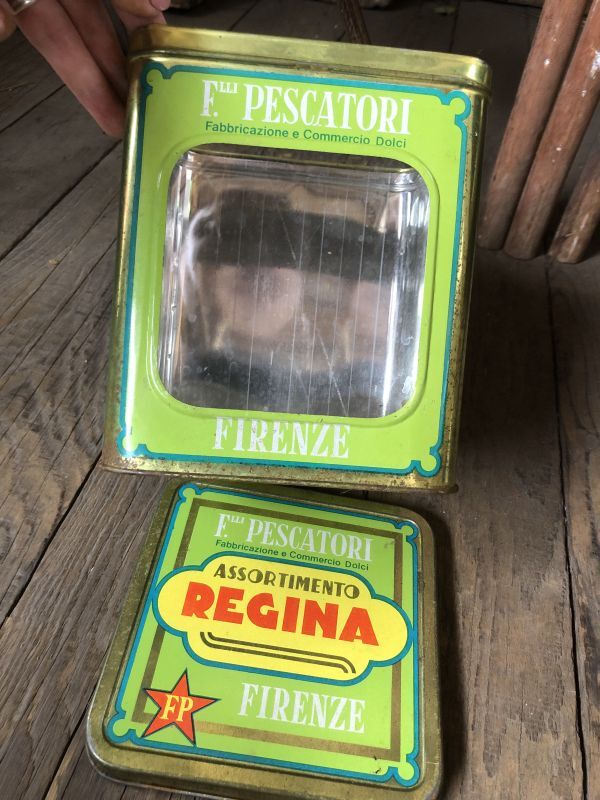 F.LLI PESCATORI
Fabbricazione e Commercio Dolci
FIRENZE
F.LLI PESCATORI
Fabbricazione e Commercio Dolci
ASSORTIMENTO
REGINA
FP
FIRENZE